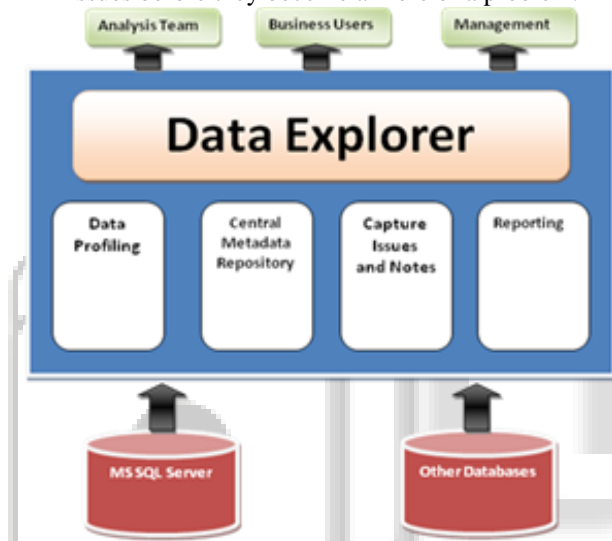 Analysis Team
Business Users
Management
Data Explorer
Data
Profiling
Central
Metadata
Repository
Capture
Issues
and Notes
Reporting
MS SQL Server
Other Databases